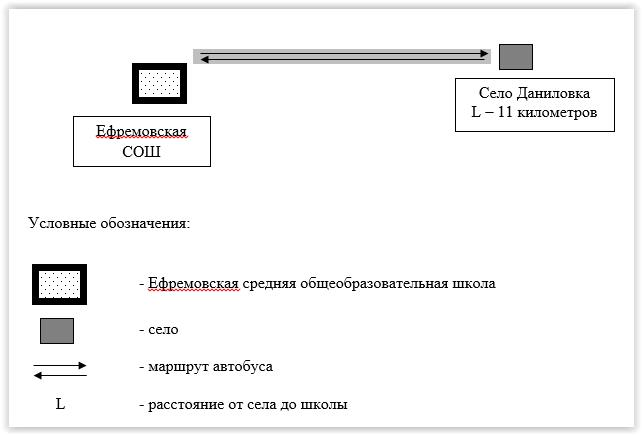 Село Даниловка
L – 11 километров
Ефремовская
СОШ
Условные обозначения:
- Ефремовская средняя общеобразовательная школа
- село
- маршрут автобуса
L - расстояние от села до школы